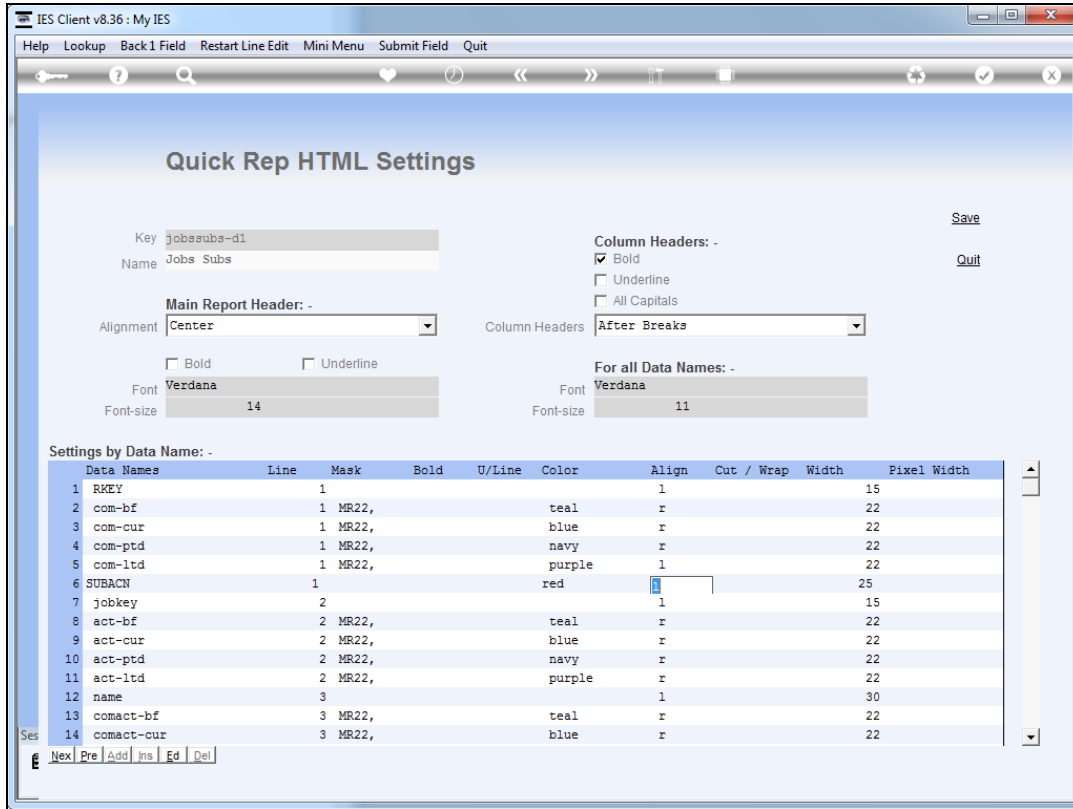 IES Client v8.36 : My IES
Help Lookup Back 1 Field Restart Line Edit Mini Menu Submit Field Quit
Quick Rep HTML Settings
Save
Key jobssubs-d1
Column Headers: -
Name Jobs Subs
Bold
Quit
Underline
Main Report Header: -
All Capitals
Alignment Center
Column Headers After Breaks
Bold Underline
For all Data Names: -
Font Verdana
Font Verdana
Font-size 14
Font-size 11
Settings by Data Name: -
Data Names Line Mask Bold U/Line Color Align Cut / Wrap Width Pixel Width
1 RKEY 1 l 15
2 com-bf 1 MR22, teal r 22
3 com-cur 1 MR22, blue r 22
4 com-ptd 1 MR22, navy r 22
5 com-ltd 1 MR22, purple l 22
6 SUBACN 1 red l 25
7 jobkey 2 l 15
8 act-bf 2 MR22, teal r 22
9 act-cur 2 MR22, blue r 22
10 act-ptd 2 MR22, navy r 22
11 act-ltd 2 MR22, purple r 22
12 name 3 l 30
13 comact-bf 3 MR22, teal r 22
14 comact-cur 3 MR22, blue r 22
Ses
Nex Pre Add Ins Ed Del